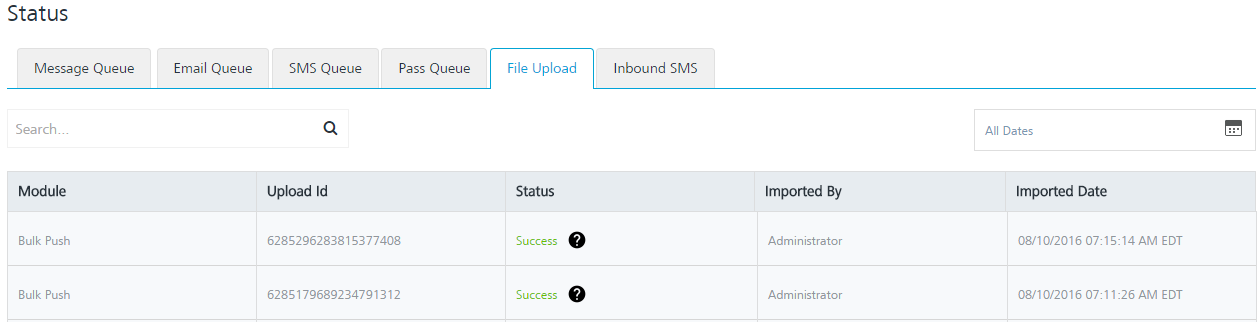 Status
Message Queue Email Queue SMS Queue Pass Queue File Upload Inbound SMS
Search... All Dates
Module Upload Id Status Imported By Imported Date
Bulk Push 6285296283815377408 Success ? Administrator 08/10/2016 07:15:14 AM EDT
Bulk Push 6285179689234791312 Success ? Administrator 08/10/2016 07:11:26 AM EDT